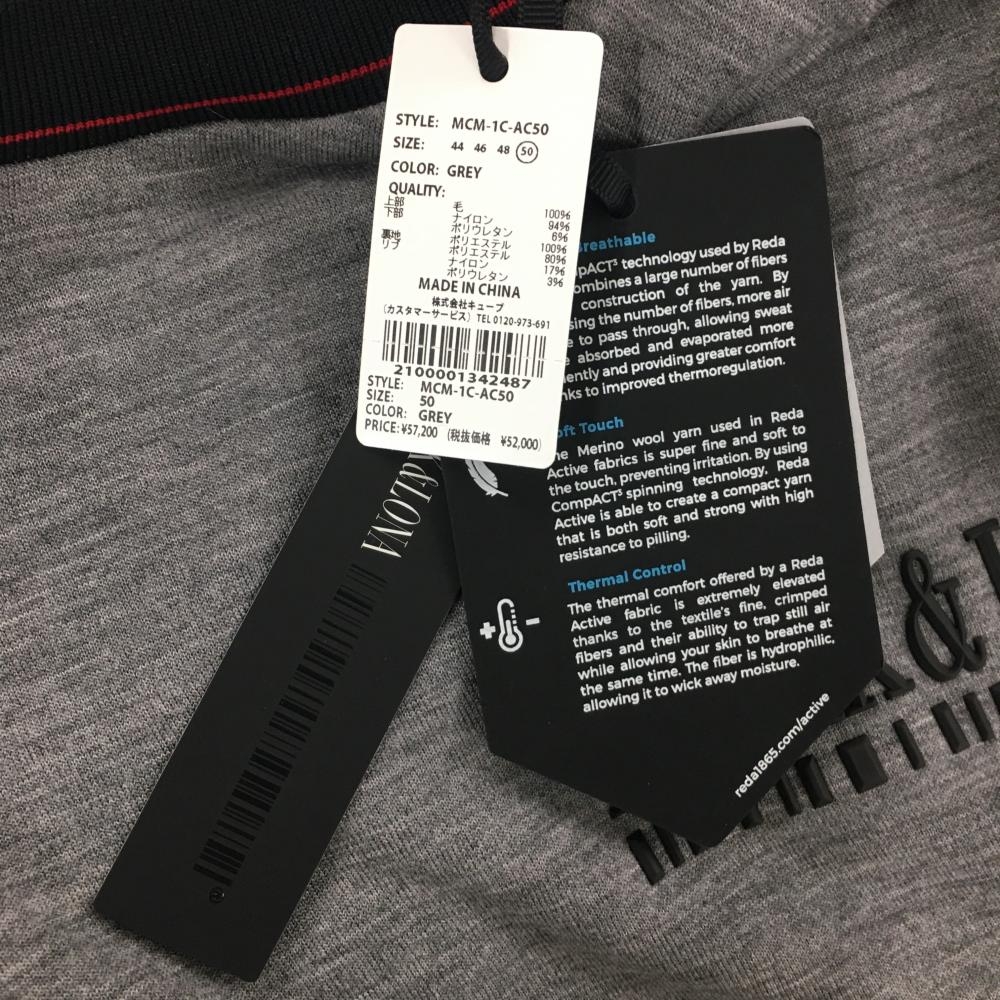 STYLE: MCM-1C-AC50
SIZE: 44 46 48 50
COLOR: GREY
QUALITY:
上部 毛 100%
下部 ナイロン 94%
ポリウレタン 6%
裏地 ポリエステル 100%
リブ ポリエステル 80%
ナイロン 17%
ポリウレタン 3%
MADE IN CHINA
株式会社キューブ
(カスタマーサービス) TEL 0120-973-691
2100001342487
STYLE: MCM-1C-AC50
SIZE: 50
COLOR: GREY
PRICE: ¥57,200 (税抜価格 ¥52,000)
reathable
pACT³ technology used by Reda
ombines a large number of fibers
construction of the yarn. By
sing the number of fibers, more air
e to pass through, allowing sweat
e absorbed and evaporated more
ently and providing greater comfort
nks to improved thermoregulation.
oft Touch
he Merino wool yarn used in Reda
Active fabrics is super fine and soft to
the touch, preventing irritation. By using
CompACT³ spinning technology, Reda
Active is able to create a compact yarn
that is both soft and strong with high
resistance to pilling.
Thermal Control
The thermal comfort offered by a Reda
Active fabric is extremely elevated
thanks to the textile's fine, crimped
fibers and their ability to trap still air
while allowing your skin to breathe at
the same time. The fiber is hydrophilic,
allowing it to wick away moisture.
reda1865.com/active
&LONA
®
A & L